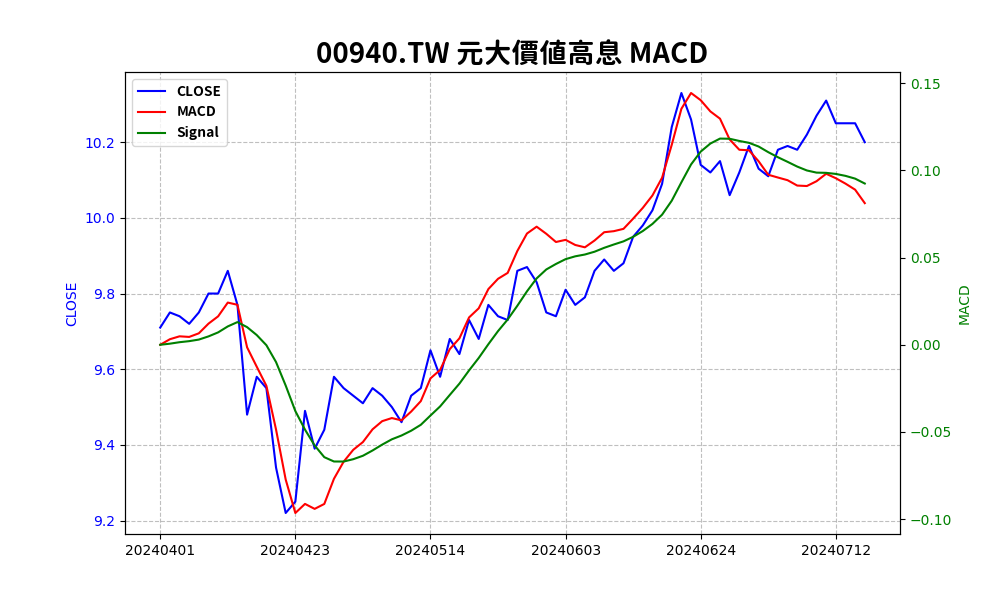 00940.TW 元大價值高息 MACD
CLOSE
MACD
Signal
10.2
10.0
9.8
9.6
9.4
9.2
CLOSE
0.15
0.10
0.05
0.00
−0.05
−0.10
MACD
20240401 20240423 20240514 20240603 20240624 20240712